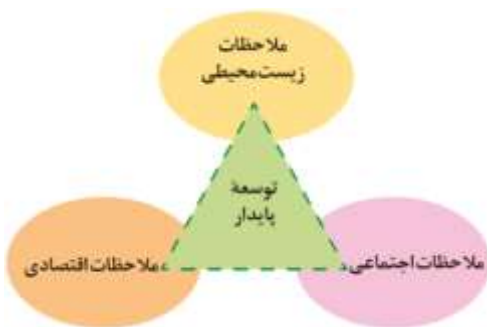 ملاحظات
زیست‌محیطی
توسعهٔ
پایدار
ملاحظات اجتماعی
ملاحظات اقتصادی